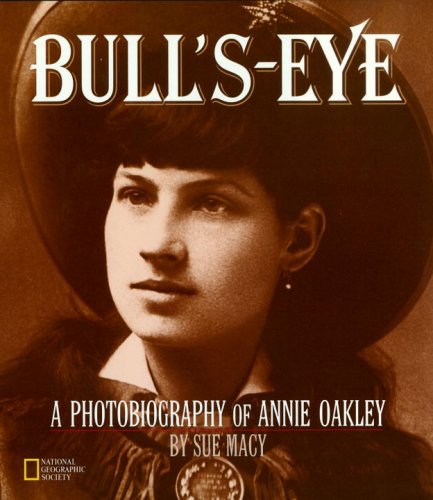 BULL'S-EYE
A PHOTOBIOGRAPHY OF ANNIE OAKLEY
BY SUE MACY
NATIONAL
GEOGRAPHIC
SOCIETY